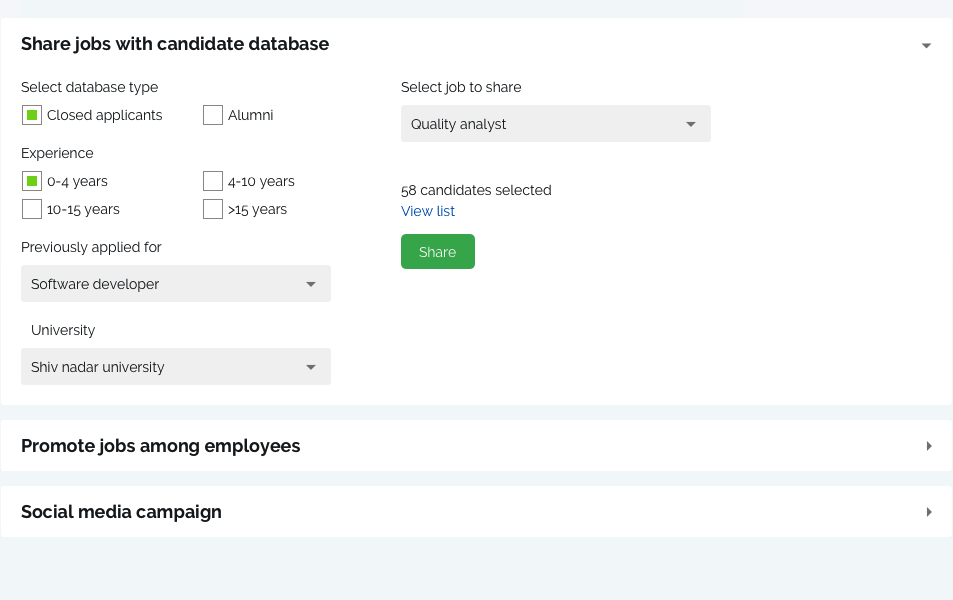 Share jobs with candidate database
Select database type
Closed applicants
Alumni
Experience
0-4 years
4-10 years
10-15 years
>15 years
Previously applied for
Software developer
University
Shiv nadar university
Select job to share
Quality analyst
58 candidates selected
View list
Share
Promote jobs among employees
Social media campaign